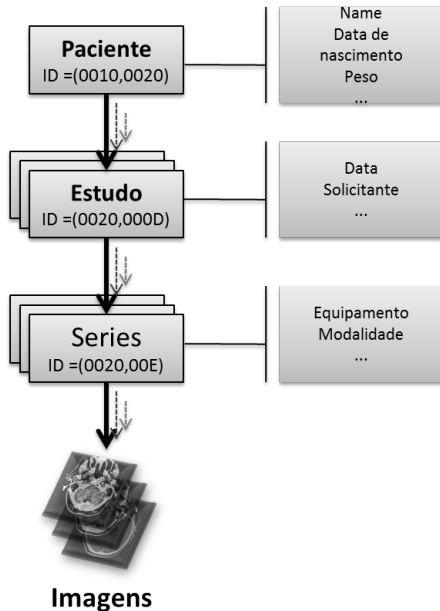 Paciente
ID =(0010,0020)
Name
Data de
nascimento
Peso
...
Estudo
ID =(0020,000D)
Data
Solicitante
...
Series
ID =(0020,00E)
Equipamento
Modalidade
...
Imagens